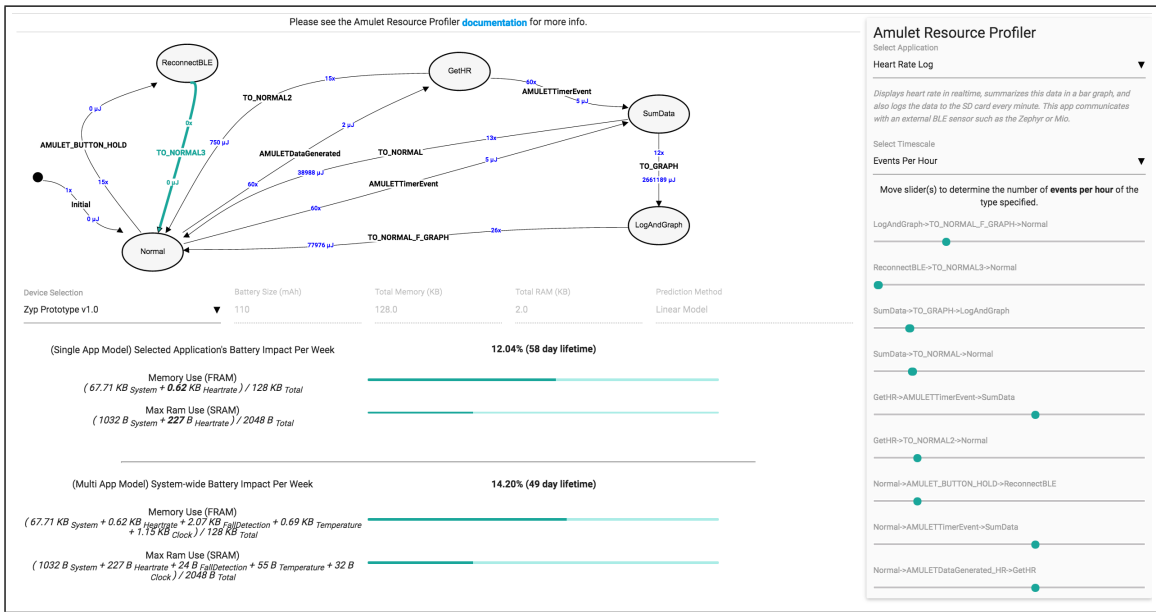 Please see the Amulet Resource Profiler documentation for more info.
ReconnectBLE
GetHR
SumData
LogAndGraph
Normal
0 µJ
AMULET_BUTTON_HOLD
15x
0x
TO_NORMAL3
0 µJ
1x
Initial
0 µJ
15x
TO_NORMAL2
750 µJ
2 µJ
AMULETDataGenerated
60x
60x
AMULETTimerEvent
5 µJ
13x
TO_NORMAL
38988 µJ
5 µJ
AMULETTimerEvent
60x
12x
TO_GRAPH
2661189 µJ
26x
TO_NORMAL_F_GRAPH
77976 µJ
Device Selection
Zyp Prototype v1.0
Battery Size (mAh)
110
Total Memory (KB)
128.0
Total RAM (KB)
2.0
Prediction Method
Linear Model
(Single App Model) Selected Application's Battery Impact Per Week
12.04% (58 day lifetime)
Memory Use (FRAM)
( 67.71 KB System + 0.62 KB Heartrate ) / 128 KB Total
Max Ram Use (SRAM)
( 1032 B System + 227 B Heartrate ) / 2048 B Total
(Multi App Model) System-wide Battery Impact Per Week
14.20% (49 day lifetime)
Memory Use (FRAM)
( 67.71 KB System + 0.62 KB Heartrate + 2.07 KB FallDetection + 0.69 KB Temperature
+ 1.15 KB Clock ) / 128 KB Total
Max Ram Use (SRAM)
( 1032 B System + 227 B Heartrate + 24 B FallDetection + 55 B Temperature + 32 B
Clock ) / 2048 B Total
Amulet Resource Profiler
Select Application
Heart Rate Log
Displays heart rate in realtime, summarizes this data in a bar graph, and
also logs the data to the SD card every minute. This app communicates
with an external BLE sensor such as the Zephyr or Mio.
Select Timescale
Events Per Hour
Move slider(s) to determine the number of events per hour of the
type specified.
LogAndGraph->TO_NORMAL_F_GRAPH->Normal
ReconnectBLE->TO_NORMAL3->Normal
SumData->TO_GRAPH->LogAndGraph
SumData->TO_NORMAL->Normal
GetHR->AMULETTimerEvent->SumData
GetHR->TO_NORMAL2->Normal
Normal->AMULET_BUTTON_HOLD->ReconnectBLE
Normal->AMULETTimerEvent->SumData
Normal->AMULETDataGenerated_HR->GetHR